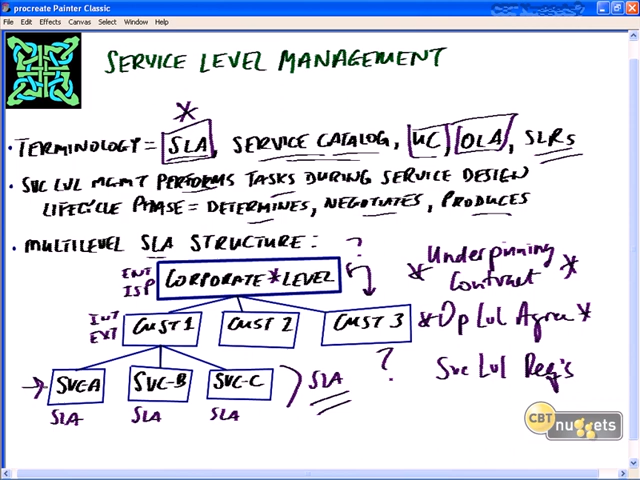 procreate Painter Classic
CBT Nuggets
File Edit Effects Canvas Select Window Help
SERVICE LEVEL MANAGEMENT
*
• TERMINOLOGY = SLA, SERVICE CATALOG, UC, OLA, SLRs
• SVC LVL MGMT PERFORMS TASKS DURING SERVICE DESIGN
LIFECYCLE PHASE = DETERMINES, NEGOTIATES, PRODUCES
• MULTILEVEL SLA STRUCTURE: ?
ENT
ISP
CORPORATE * LEVEL
* Underpinning
Contract *
INT
EXT
CUST 1 CUST 2 CUST 3
* Op Lvl Agree *
?
Svc Lvl Req's
→ SVC-A SVC-B SVC-C ) SLA
SLA SLA SLA
CBT nuggets